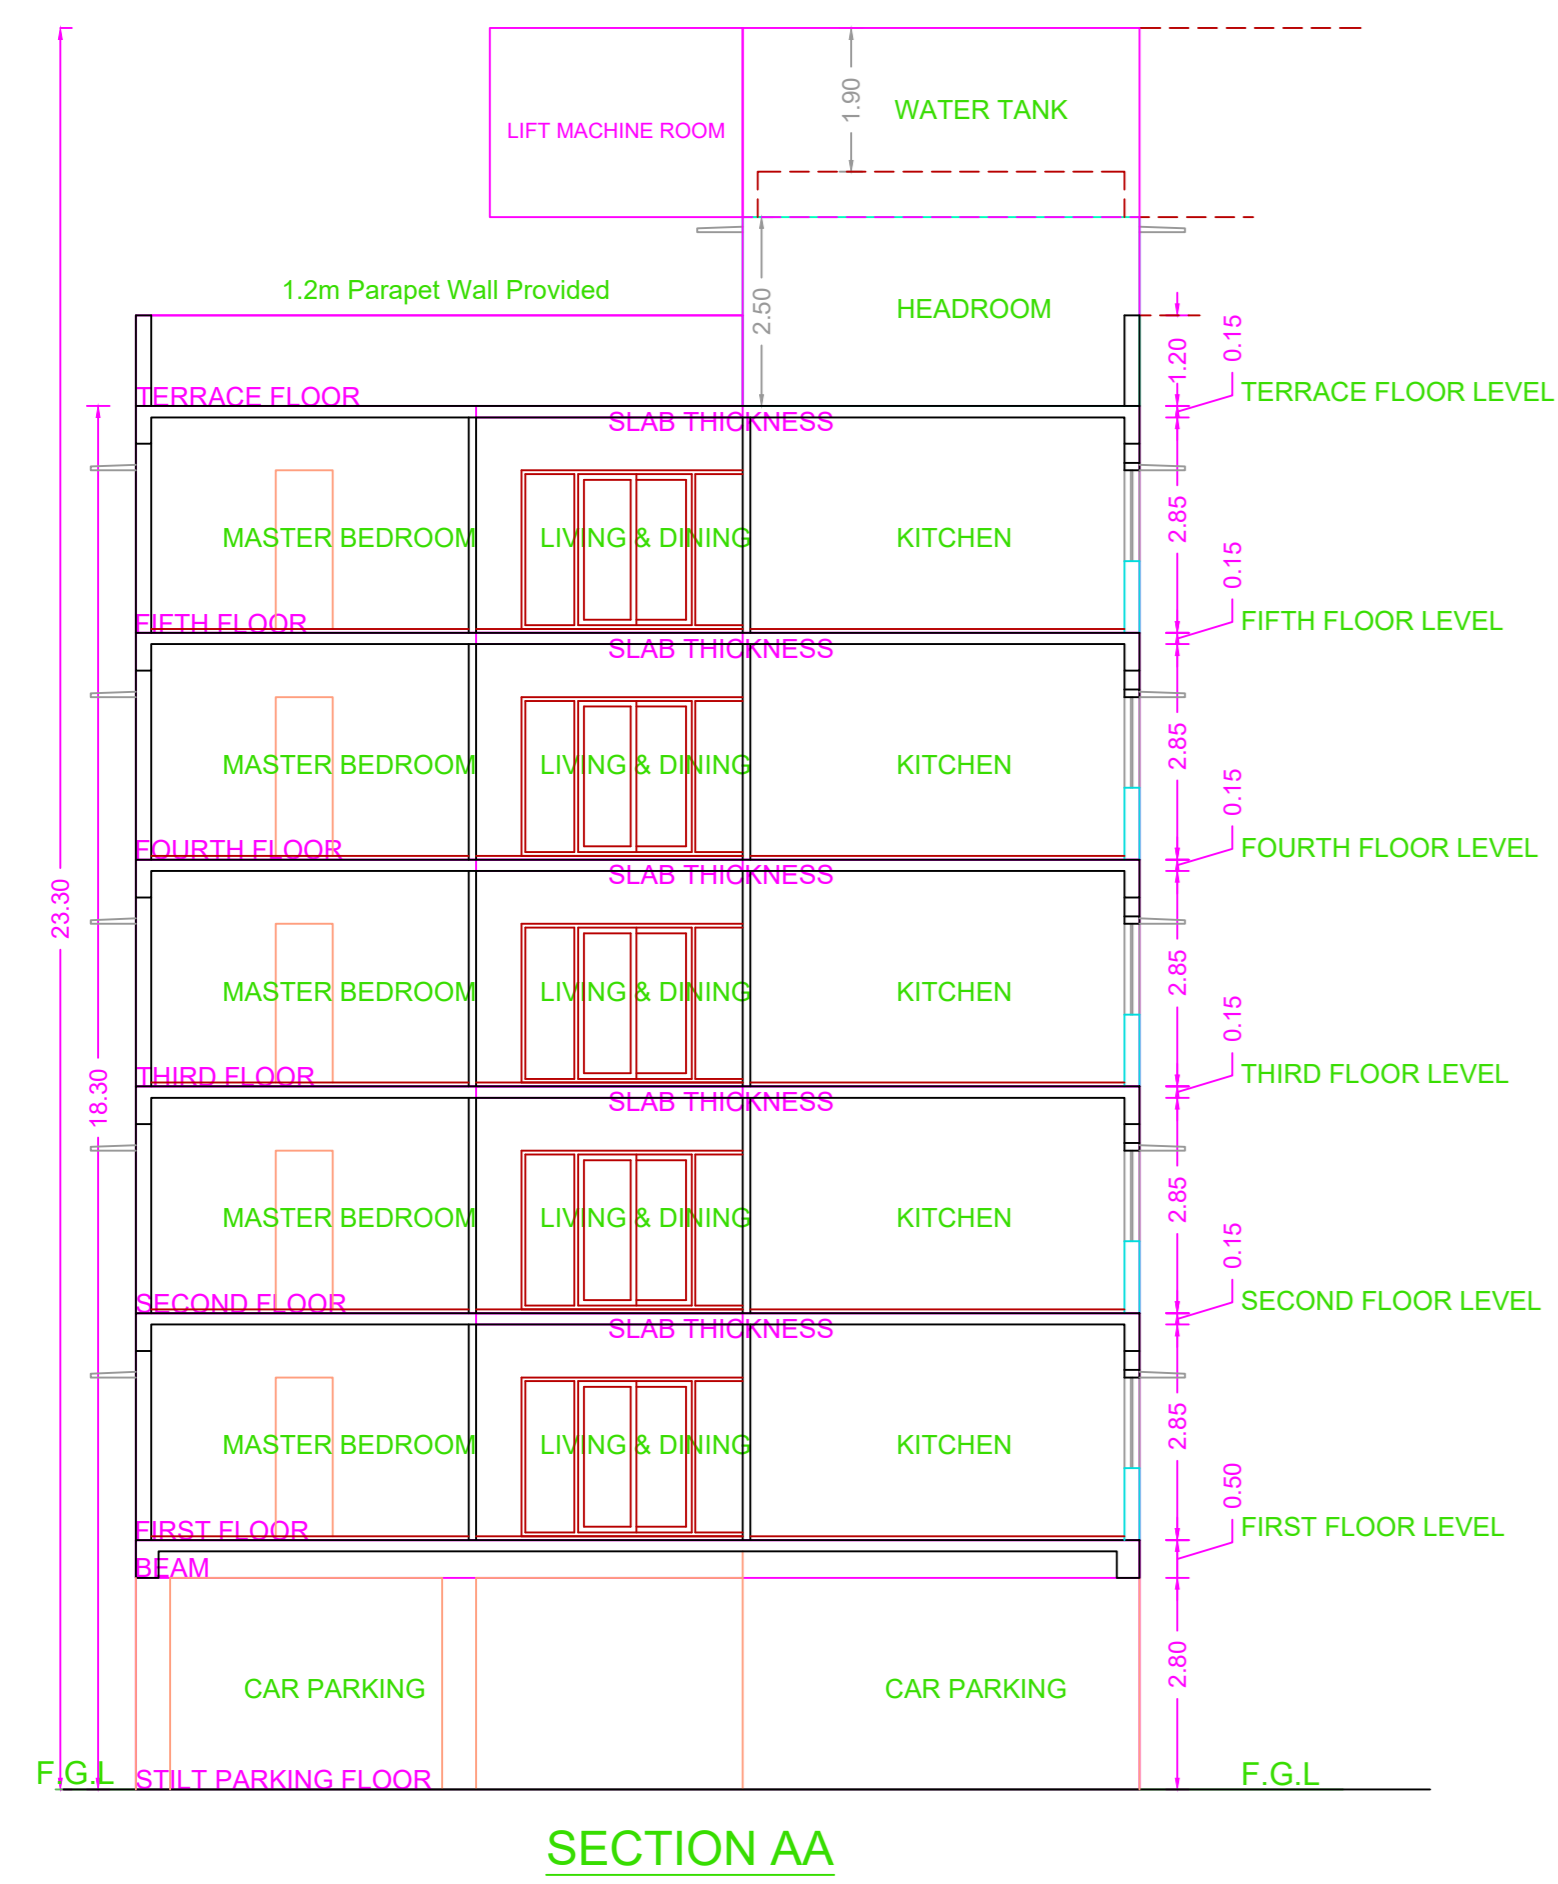 1.90
WATER TANK
LIFT MACHINE ROOM
1.2m Parapet Wall Provided
2.50
HEADROOM
1.20
0.15
TERRACE FLOOR
TERRACE FLOOR LEVEL
SLAB THICKNESS
MASTER BEDROOM
LIVING & DINING
KITCHEN
2.85
0.15
FIFTH FLOOR
FIFTH FLOOR LEVEL
SLAB THICKNESS
MASTER BEDROOM
LIVING & DINING
KITCHEN
2.85
0.15
FOURTH FLOOR
FOURTH FLOOR LEVEL
SLAB THICKNESS
23.30
MASTER BEDROOM
LIVING & DINING
KITCHEN
2.85
0.15
THIRD FLOOR
THIRD FLOOR LEVEL
18.30
SLAB THICKNESS
MASTER BEDROOM
LIVING & DINING
KITCHEN
2.85
0.15
SECOND FLOOR
SECOND FLOOR LEVEL
SLAB THICKNESS
MASTER BEDROOM
LIVING & DINING
KITCHEN
2.85
0.50
FIRST FLOOR
FIRST FLOOR LEVEL
BEAM
CAR PARKING
CAR PARKING
2.80
F.G.L
STILT PARKING FLOOR
F.G.L
SECTION AA